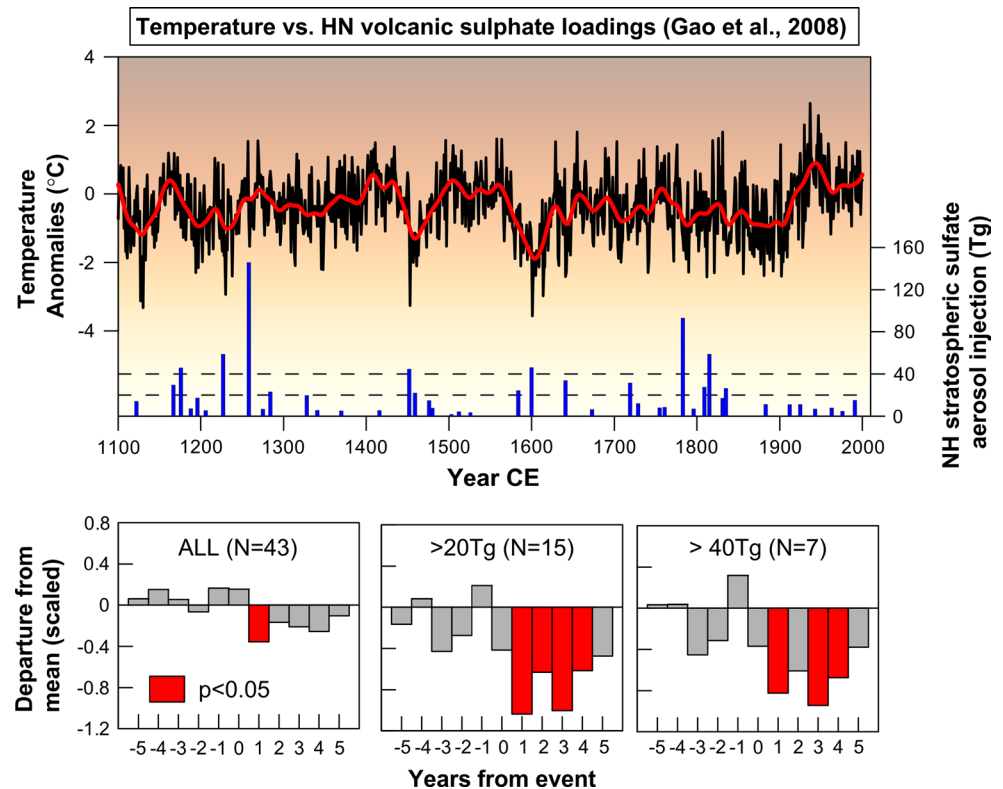 Temperature vs. HN volcanic sulphate loadings (Gao et al., 2008)
4
2
0
-2
-4
Temperature
Anomalies (°C)
160
120
80
40
0
NH stratospheric sulfate
aerosol injection (Tg)
1100 1200 1300 1400 1500 1600 1700 1800 1900 2000
Year CE
0.8
0.4
0
-0.4
-0.8
-1.2
Departure from
mean (scaled)
ALL (N=43)
p<0.05
-5 -4 -3 -2 -1 0 1 2 3 4 5
>20Tg (N=15)
-5 -4 -3 -2 -1 0 1 2 3 4 5
> 40Tg (N=7)
-5 -4 -3 -2 -1 0 1 2 3 4 5
Years from event